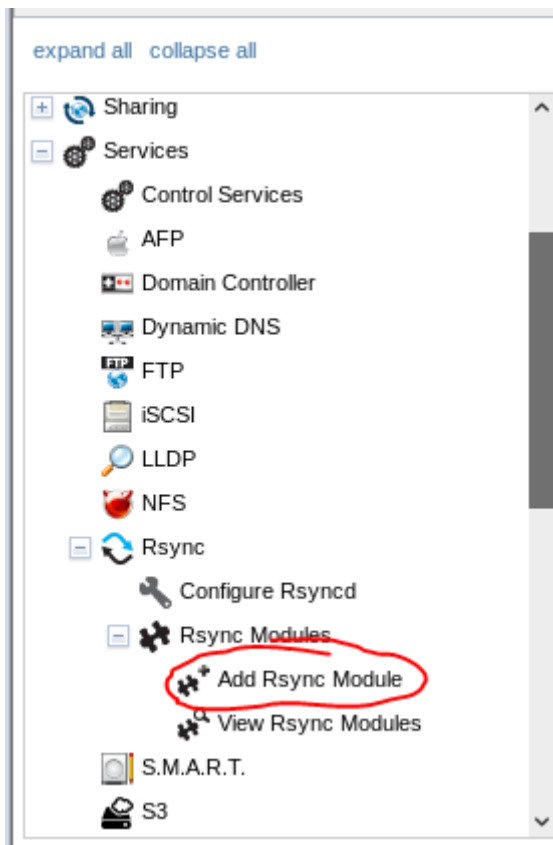 expand all collapse all
Sharing
Services
Control Services
AFP
Domain Controller
Dynamic DNS
FTP
FTP
iSCSI
LLDP
NFS
Rsync
Configure Rsyncd
Rsync Modules
Add Rsync Module
View Rsync Modules
S.M.A.R.T.
S3